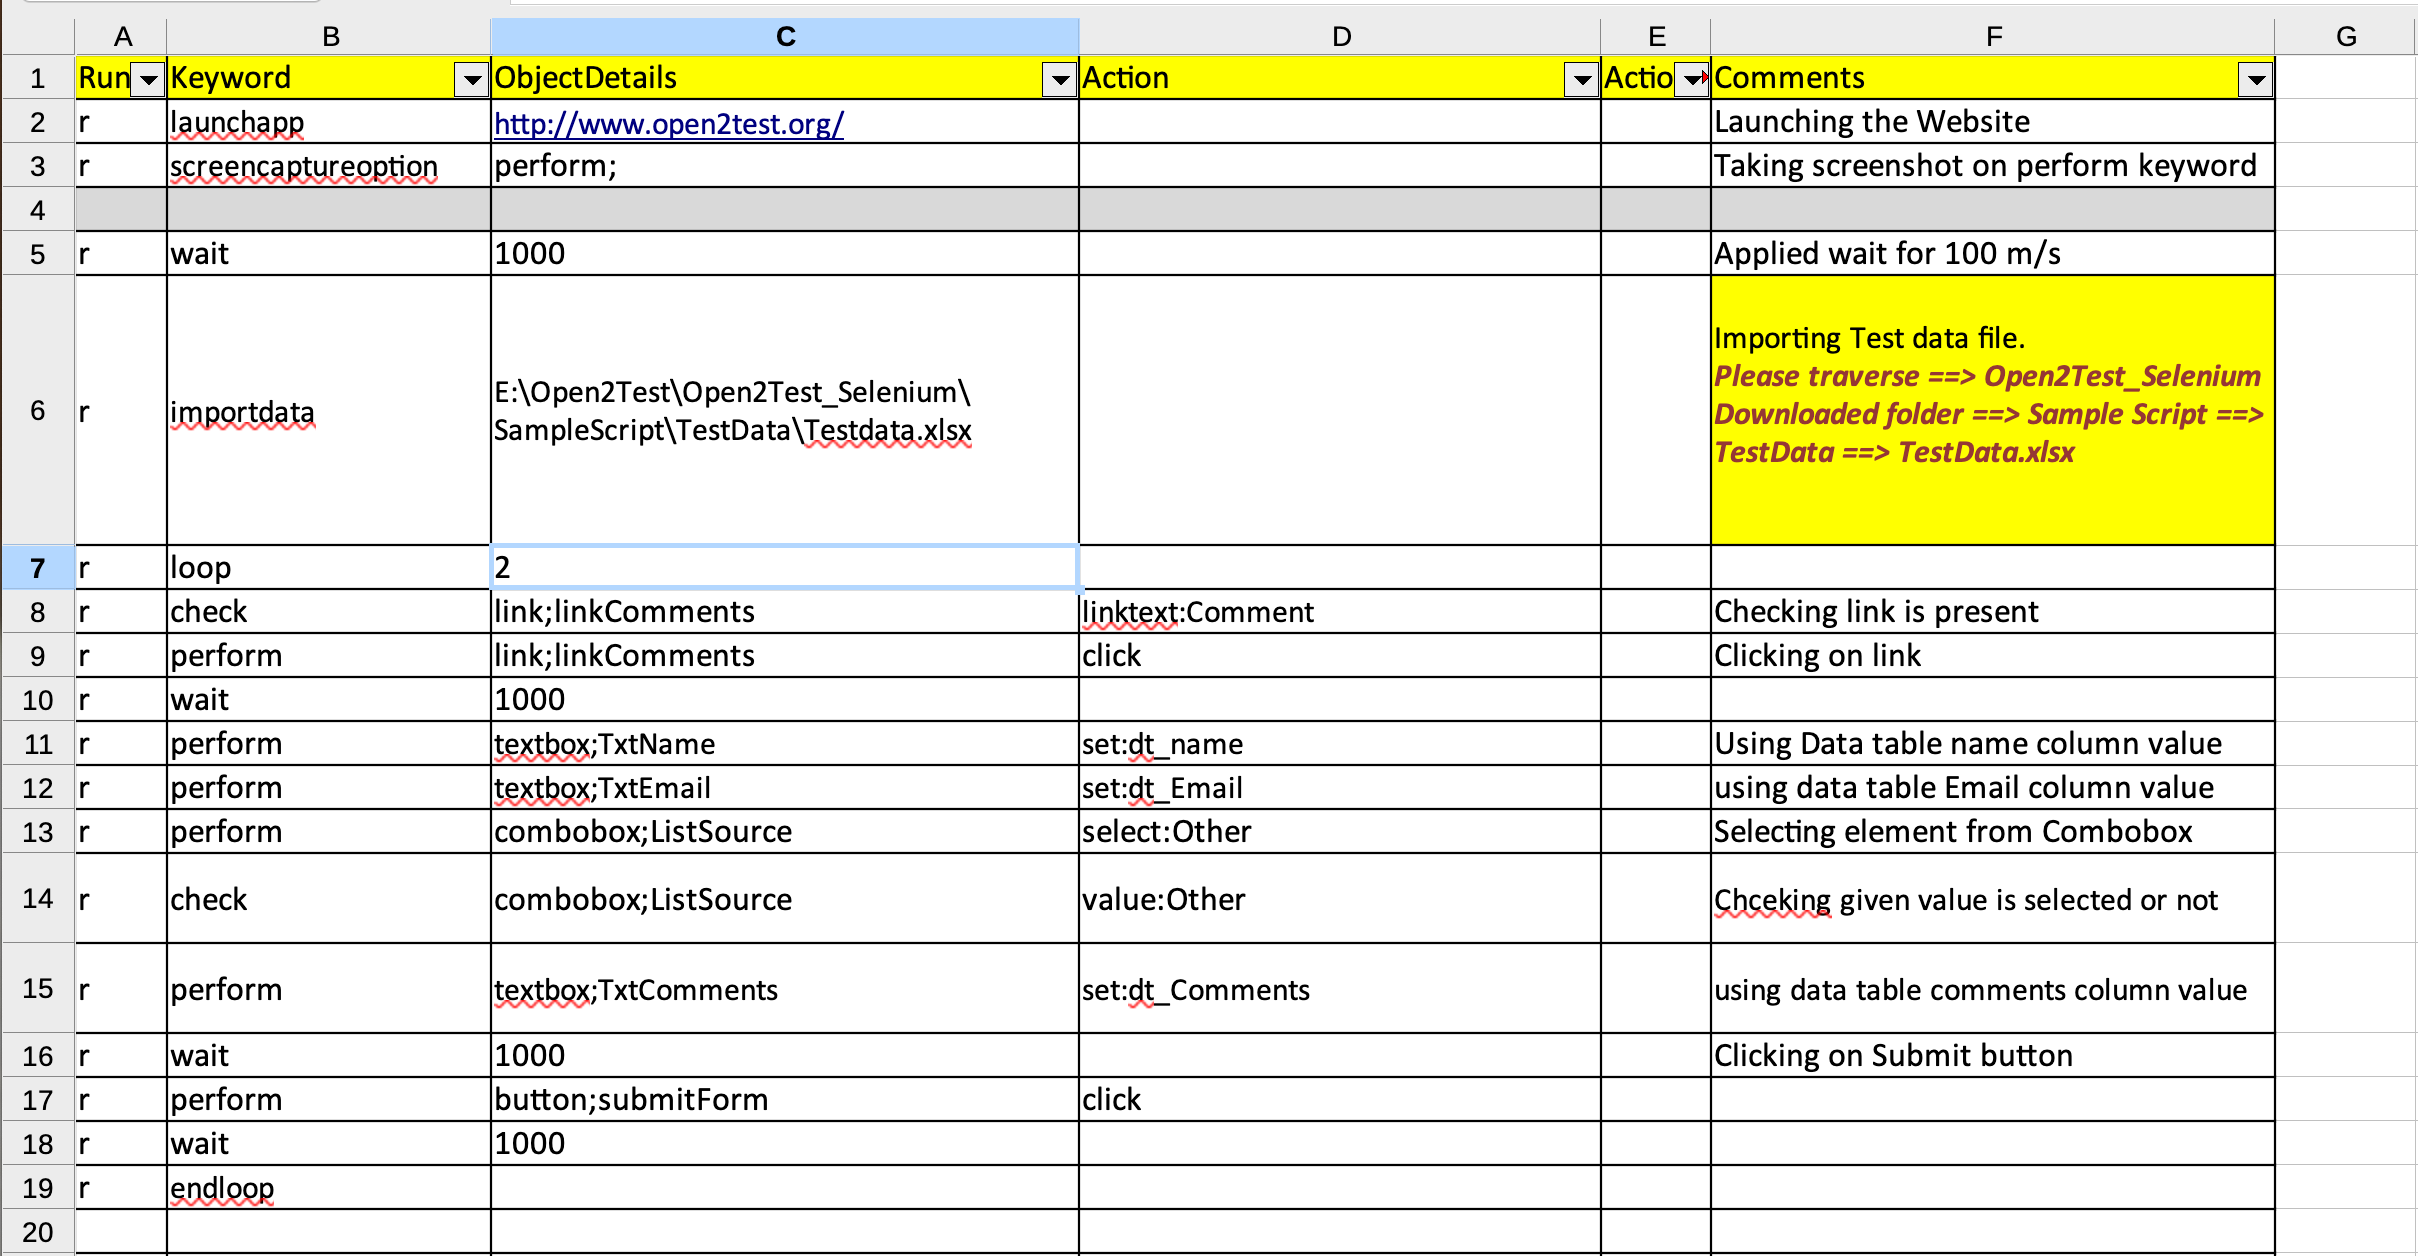 A B C D E F G
1 Run Keyword ObjectDetails Action Actio Comments
2 r launchapp http://www.open2test.org/ Launching the Website
3 r screencaptureoption perform; Taking screenshot on perform keyword
4
5 r wait 1000 Applied wait for 100 m/s
Importing Test data file.
Please traverse ==> Open2Test_Selenium
E:\Open2Test\Open2Test_Selenium\
6 r importdata
Downloaded folder ==> Sample Script ==>
SampleScript\TestData\Testdata.xlsx
TestData ==> TestData.xlsx
7 r loop 2
8 r check link;linkComments linktext:Comment Checking link is present
9 r perform link;linkComments click Clicking on link
10 r wait 1000
11 r perform textbox;TxtName set:dt_name Using Data table name column value
12 r perform textbox;TxtEmail set:dt_Email using data table Email column value
13 r perform combobox;ListSource select:Other Selecting element from Combobox
14 r check combobox;ListSource value:Other Chceking given value is selected or not
15 r perform textbox;TxtComments set:dt_Comments using data table comments column value
16 r wait 1000 Clicking on Submit button
17 r perform button;submitForm click
18 r wait 1000
19 r endloop
20